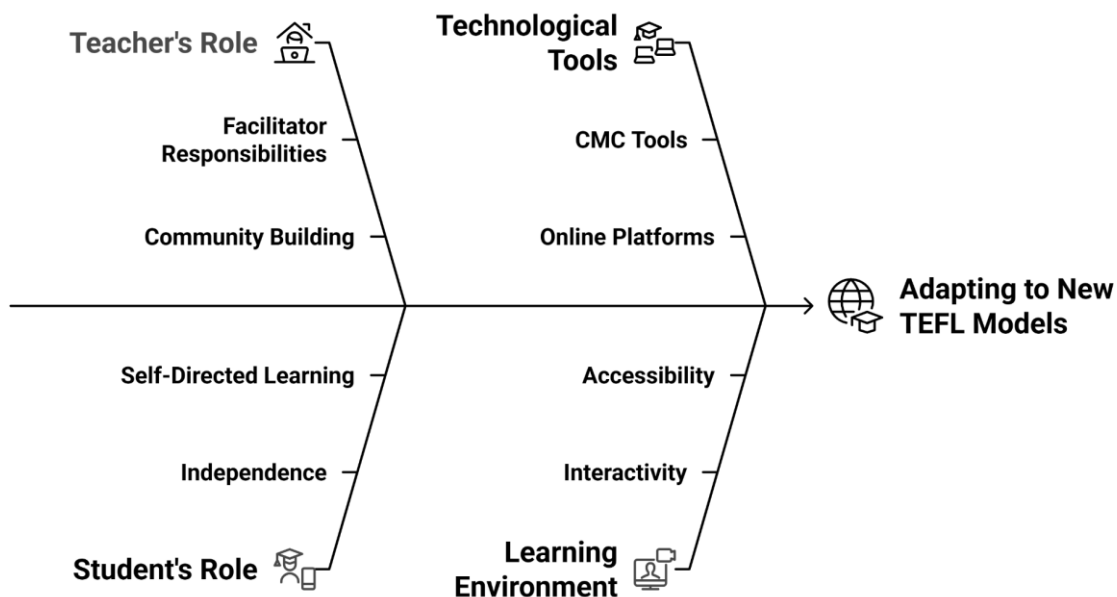 Teacher's Role
Facilitator
Responsibilities
Community Building
Technological
Tools
CMC Tools
Online Platforms
Adapting to New
TEFL Models
Self-Directed Learning
Independence
Student's Role
Accessibility
Interactivity
Learning
Environment